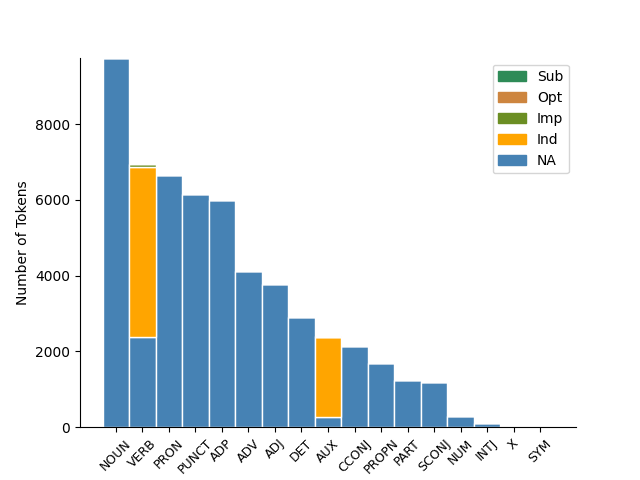 Sub
Opt
Imp
Ind
NA
Number of Tokens
8000
6000
4000
2000
0
NOUN
VERB
PRON
PUNCT
ADP
ADV
ADJ
DET
AUX
CCONJ
PROPN
PART
SCONJ
NUM
INTJ
X
SYM